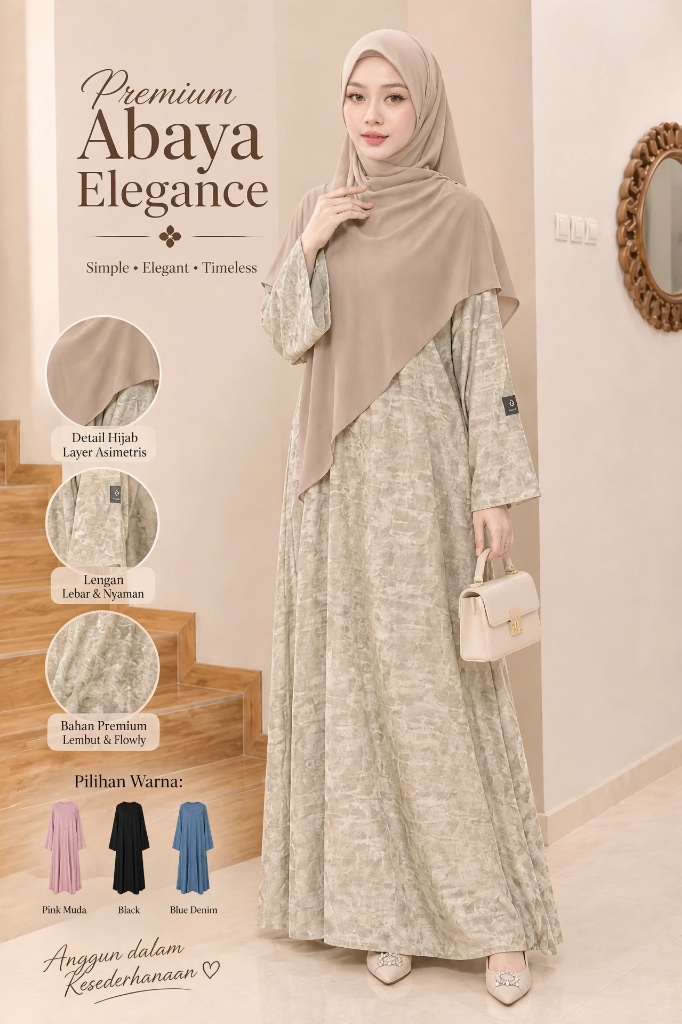 Premium
Abaya
Elegance
Simple • Elegant • Timeless
Detail Hijab
Layer Asimetris
Lengan
Lebar & Nyaman
Bahan Premium
Lembut & Flowly
Pilihan Warna:
Pink Muda
Black
Blue Denim
Anggun dalam
Kesederhanaan ♡